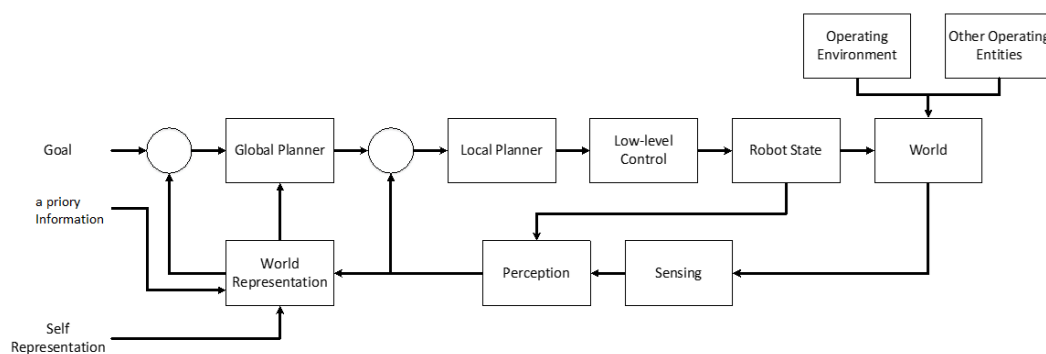 Operating
Environment
Other Operating
Entities
Goal
Global Planner
Local Planner
Low-level
Control
Robot State
World
a priory
Information
World
Representation
Perception
Sensing
Self
Representation